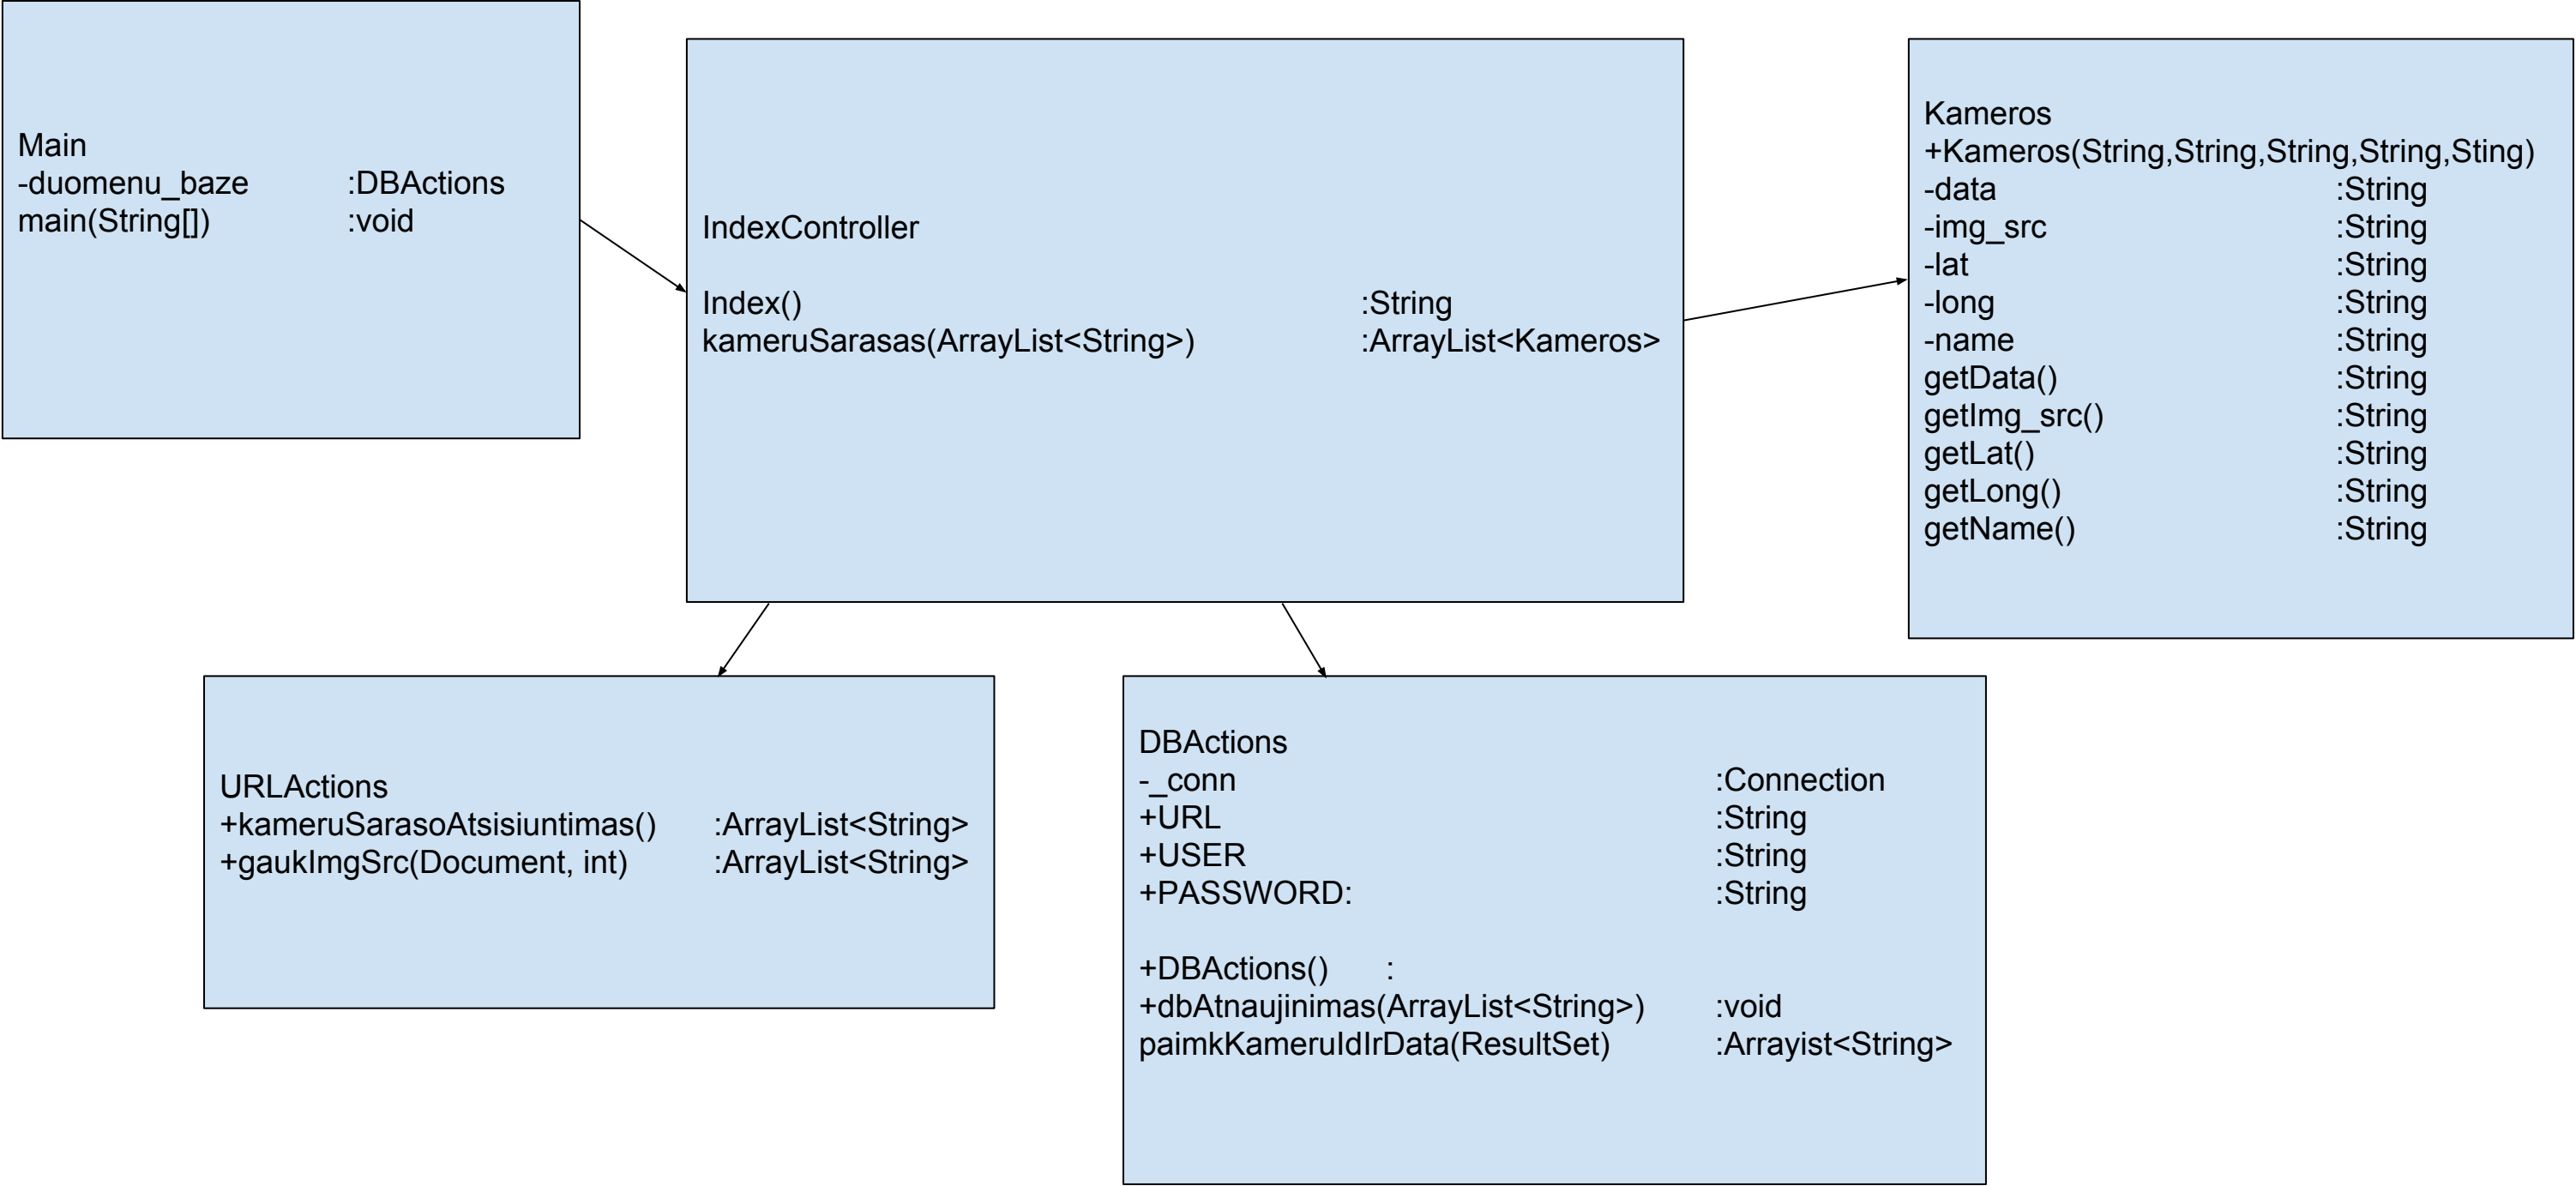 Main
-duomenu_baze :DBActions
main(String[]) :void
IndexController
Index() :String
kameruSarasas(ArrayList<String>) :ArrayList<Kameros>
Kameros
+Kameros(String,String,String,String,Sting)
-data :String
-img_src :String
-lat :String
-long :String
-name :String
getData() :String
getImg_src() :String
getLat() :String
getLong() :String
getName() :String
URLActions
+kameruSarasoAtsisiuntimas() :ArrayList<String>
+gaukImgSrc(Document, int) :ArrayList<String>
DBActions
-_conn :Connection
+URL :String
+USER :String
+PASSWORD: :String
+DBActions() :
+dbAtnaujinimas(ArrayList<String>) :void
paimkKameruIdIrData(ResultSet) :Arrayist<String>